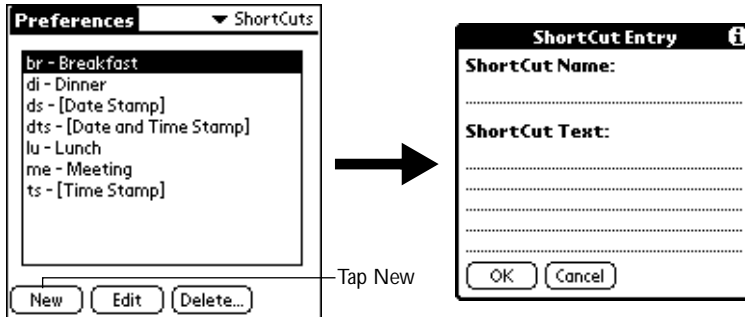 Preferences ▼ ShortCuts
br - Breakfast
di - Dinner
ds - [Date Stamp]
dts - [Date and Time Stamp]
lu - Lunch
me - Meeting
ts - [Time Stamp]
New Edit Delete...
Tap New
ShortCut Entry i
ShortCut Name:
ShortCut Text:
OK Cancel